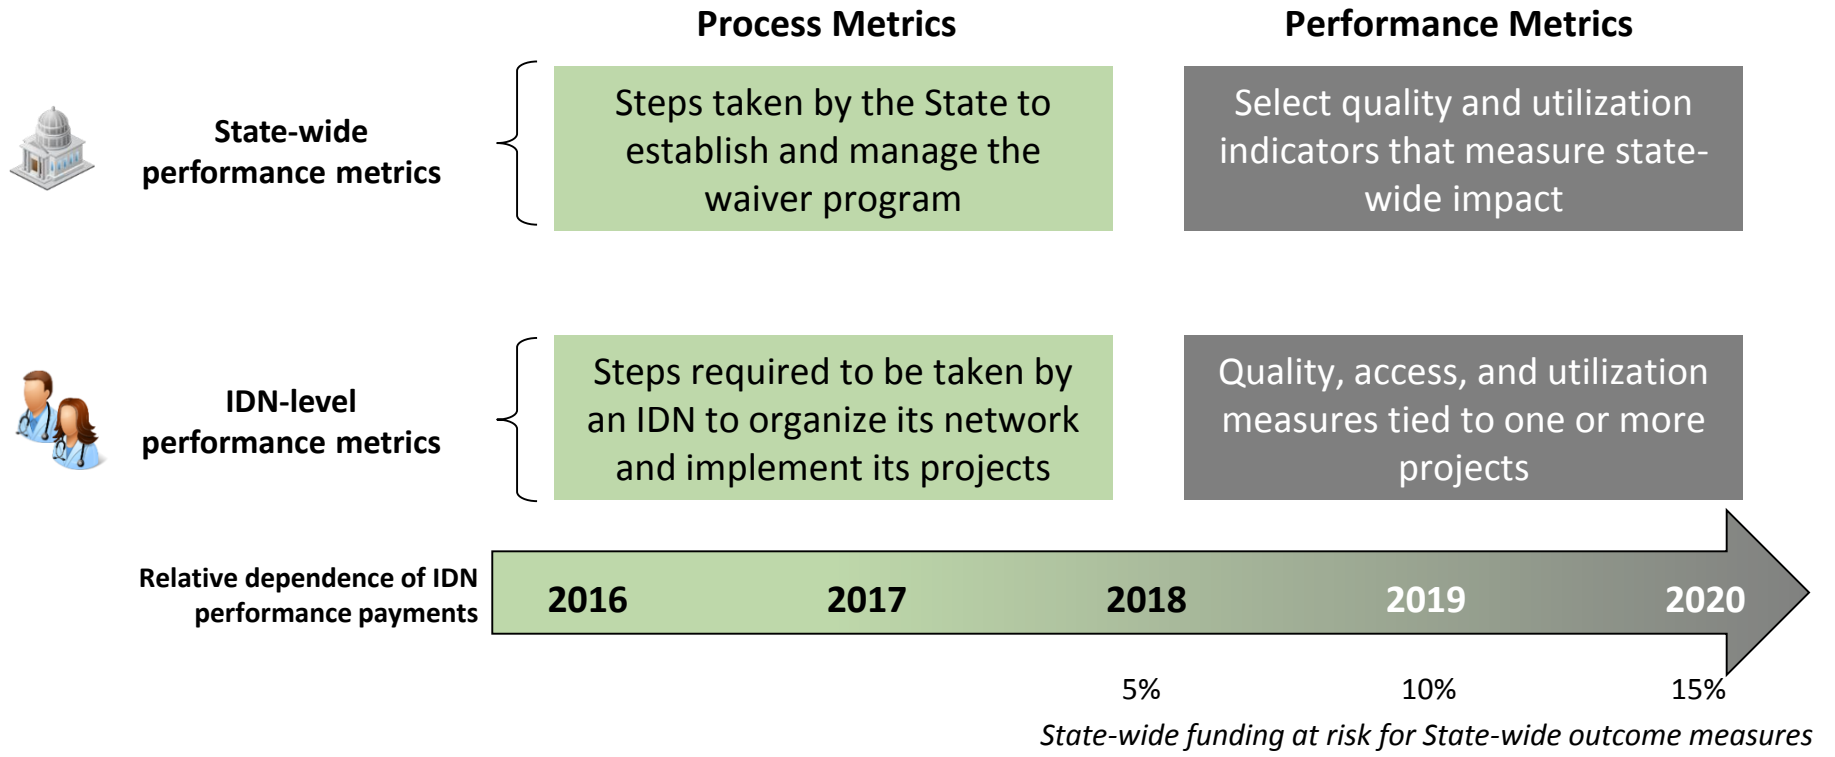 Process Metrics
Performance Metrics
State-wide
performance metrics
Steps taken by the State to
establish and manage the
waiver program
Select quality and utilization
indicators that measure state-
wide impact
IDN-level
performance metrics
Steps required to be taken by
an IDN to organize its network
and implement its projects
Quality, access, and utilization
measures tied to one or more
projects
Relative dependence of IDN
performance payments
2016 2017 2018 2019 2020
5% 10% 15%
State-wide funding at risk for State-wide outcome measures